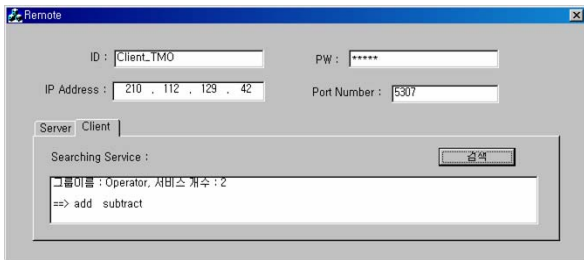 Remote
ID : Client_TMO
PW : *****
IP Address : 210 . 112 . 129 . 42
Port Number : 5307
Server Client
Searching Service :
검색
그룹이름 : Operator, 서비스 개수 : 2
==> add subtract